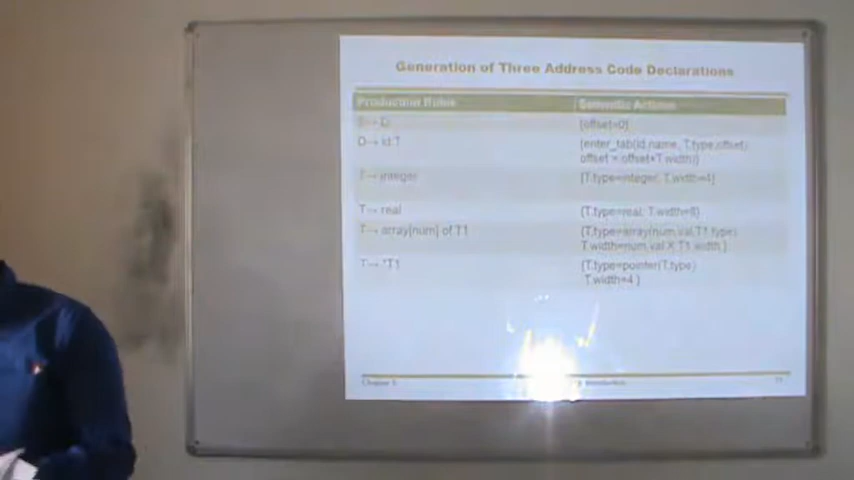 Generation of Three Address Code Declarations
Production Rules Semantic Actions
S→ D {offset=0}
D→ id:T {enter_tab(id.name, T.type,offset)
offset = offset+T.width)}
T→ integer {T.type=integer; T.width=4}
T→ real {T.type=real; T.width=8}
T→ array[num] of T1 {T.type=array(num.val,T1.type)
T.width=num.val X T1.width }
T→ *T1 {T.type=pointer(T.type)
T.width=4 }